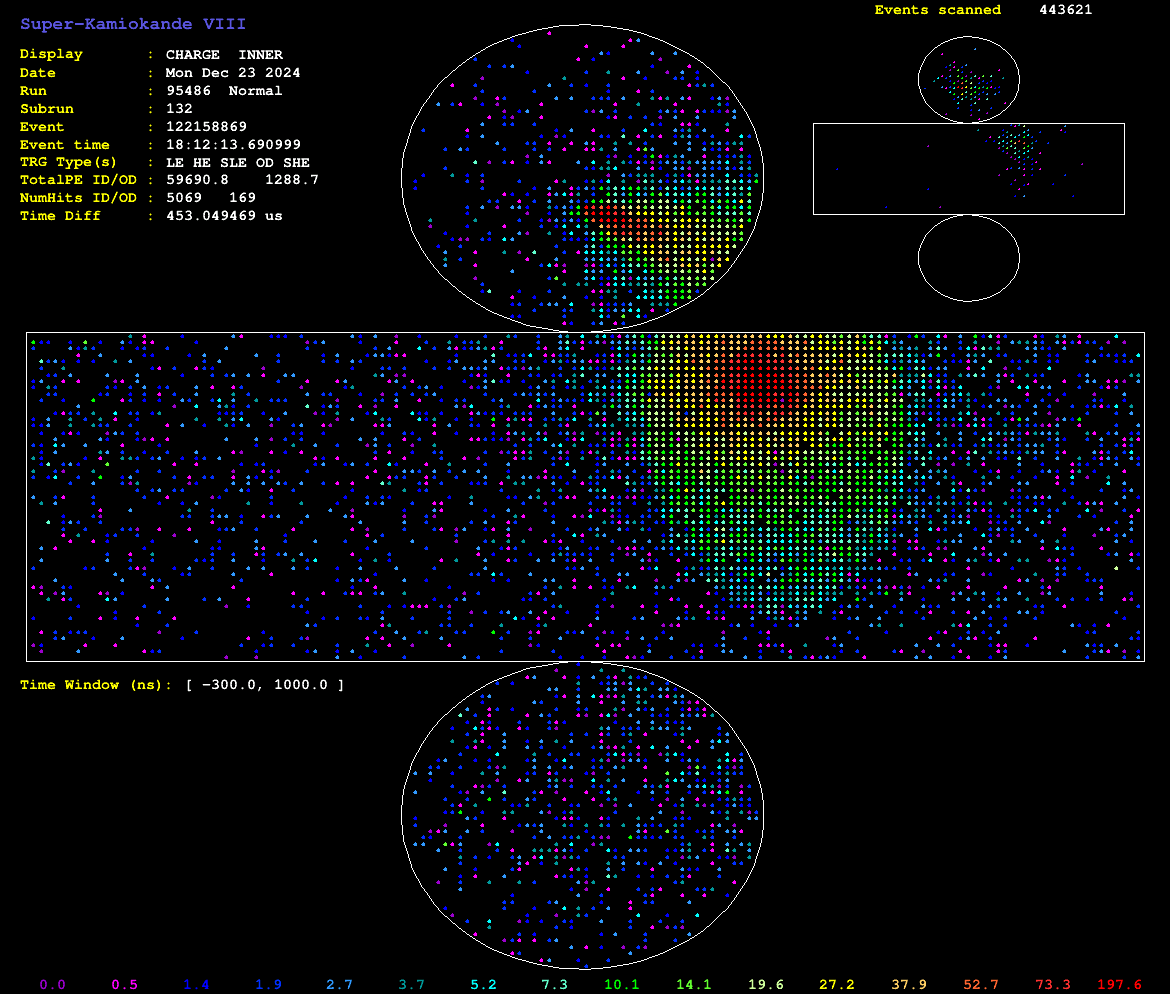 Super-Kamiokande VIII
Events scanned 443621
Display : CHARGE INNER
Date : Mon Dec 23 2024
Run : 95486 Normal
Subrun : 132
Event : 122158869
Event time : 18:12:13.690999
TRG Type(s) : LE HE SLE OD SHE
TotalPE ID/OD : 59690.8 1288.7
NumHits ID/OD : 5069 169
Time Diff : 453.049469 us
Time Window (ns): [ -300.0, 1000.0 ]
0.0 0.5 1.4 1.9 2.7 3.7 5.2 7.3 10.1 14.1 19.6 27.2 37.9 52.7 73.3 197.6